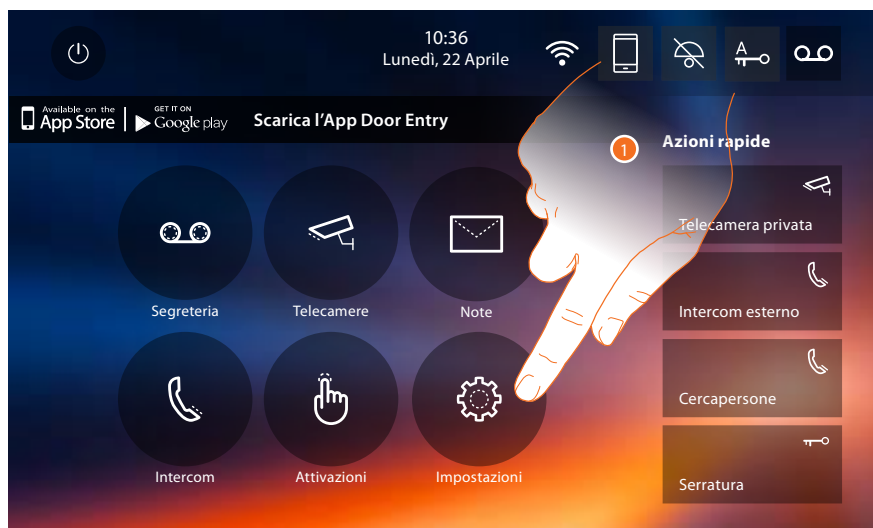 10:36
Lunedì, 22 Aprile
A
Available on the
App Store
GET IT ON
Google play
Scarica l'App Door Entry
1
Azioni rapide
Telecamera privata
Segreteria
Telecamere
Note
Intercom esterno
Cercapersone
Intercom
Attivazioni
Impostazioni
Serratura